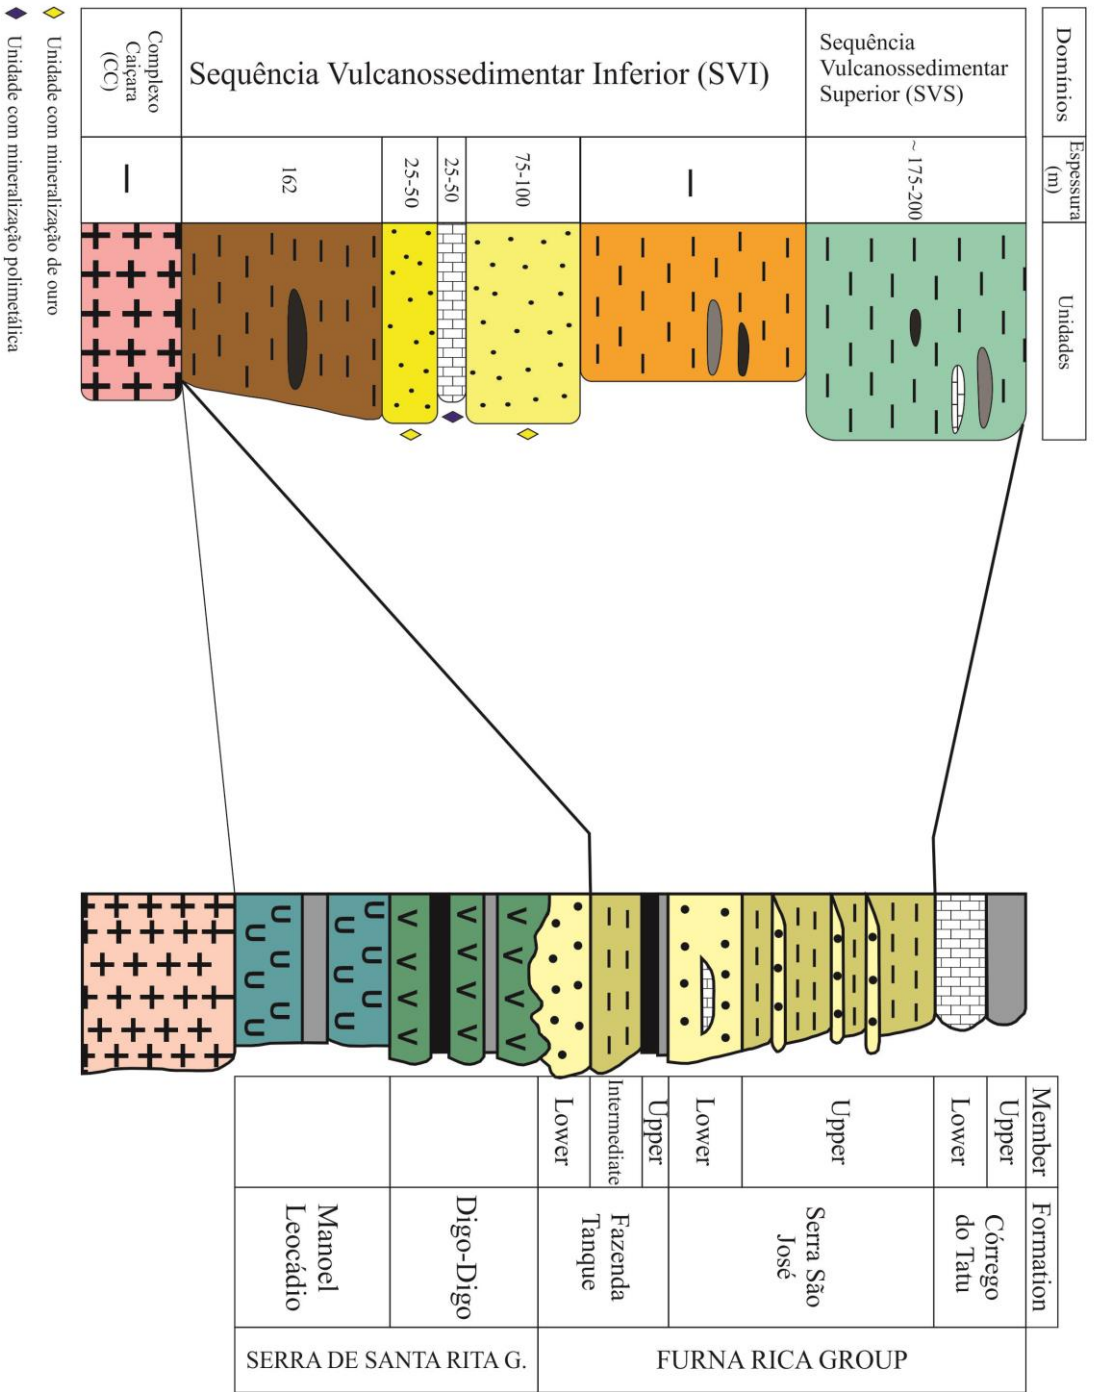 Domínios
Espessura
(m)
Unidades
Sequência
Vulcanossedimentar
Superior (SVS)
~ 175-200
Sequência Vulcanossedimentar Inferior (SVI)
75-100
25-50
25-50
162
Complexo
Caiçara
(CC)
Unidade com mineralização de ouro
Unidade com mineralização polimetálica
Member
Formation
Upper
Lower
Córrego
do Tatu
Upper
Lower
Serra São
José
Upper
Intermediate
Lower
Fazenda
Tanque
Digo-Digo
Manoel
Leocádio
FURNA RICA GROUP
SERRA DE SANTA RITA G.